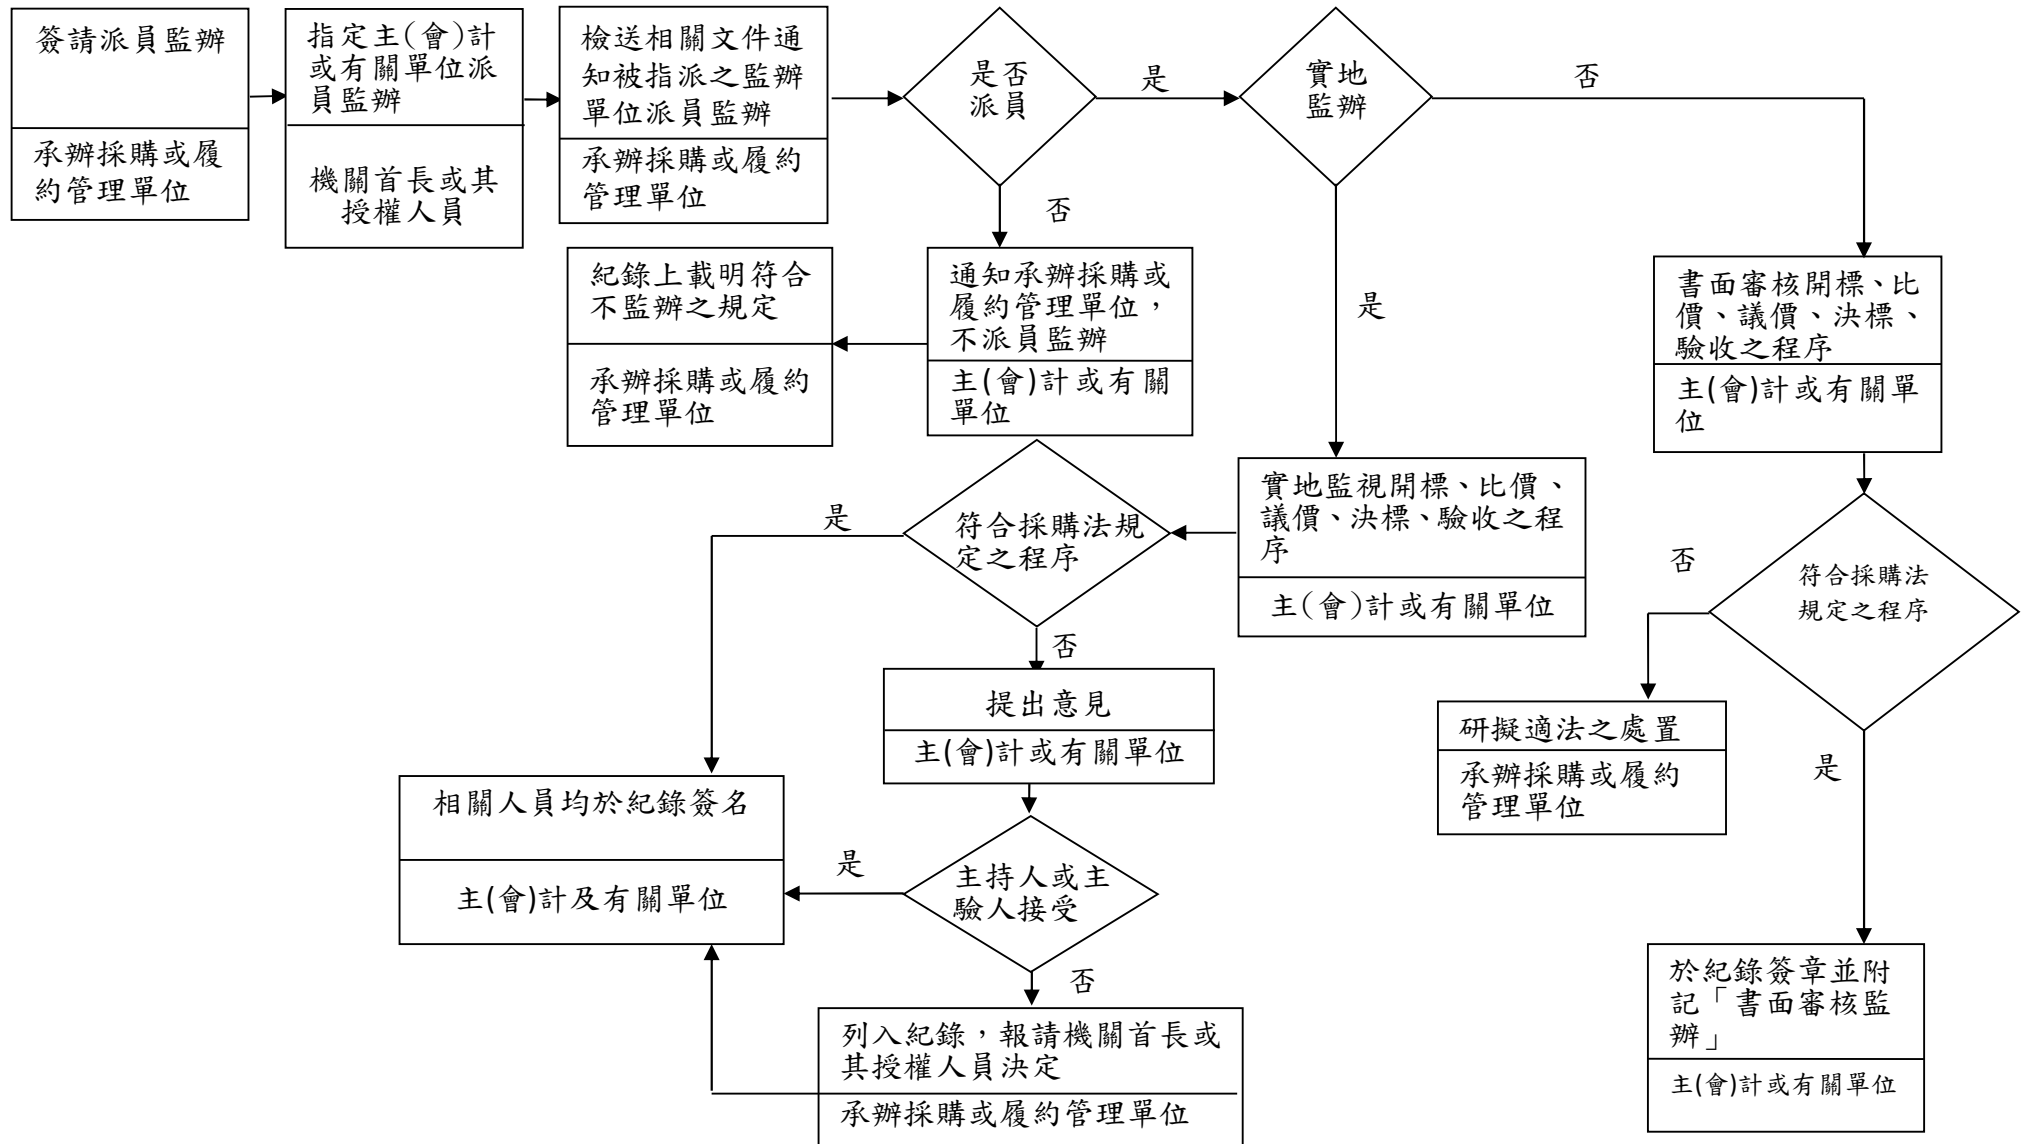 簽請派員監辦
承辦採購或履
約管理單位
指定主(會)計
或有關單位派
員監辦
機關首長或其
授權人員
檢送相關文件通
知被指派之監辦
單位派員監辦
承辦採購或履約
管理單位
是否
派員
是
實地
監辦
否
否
是
紀錄上載明符合
不監辦之規定
承辦採購或履約
管理單位
通知承辦採購或
履約管理單位，
不派員監辦
主(會)計或有關
單位
書面審核開標、比
價、議價、決標、
驗收之程序
主(會)計或有關單
位
是
符合採購法規
定之程序
實地監視開標、比價、
議價、決標、驗收之程
序
主(會)計或有關單位
否
符合採購法
規定之程序
否
提出意見
主(會)計或有關單位
研擬適法之處置
承辦採購或履約
管理單位
是
相關人員均於紀錄簽名
主(會)計及有關單位
是
主持人或主
驗人接受
否
列入紀錄，報請機關首長或
其授權人員決定
承辦採購或履約管理單位
於紀錄簽章並附
記「書面審核監
辦」
主(會)計或有關單位